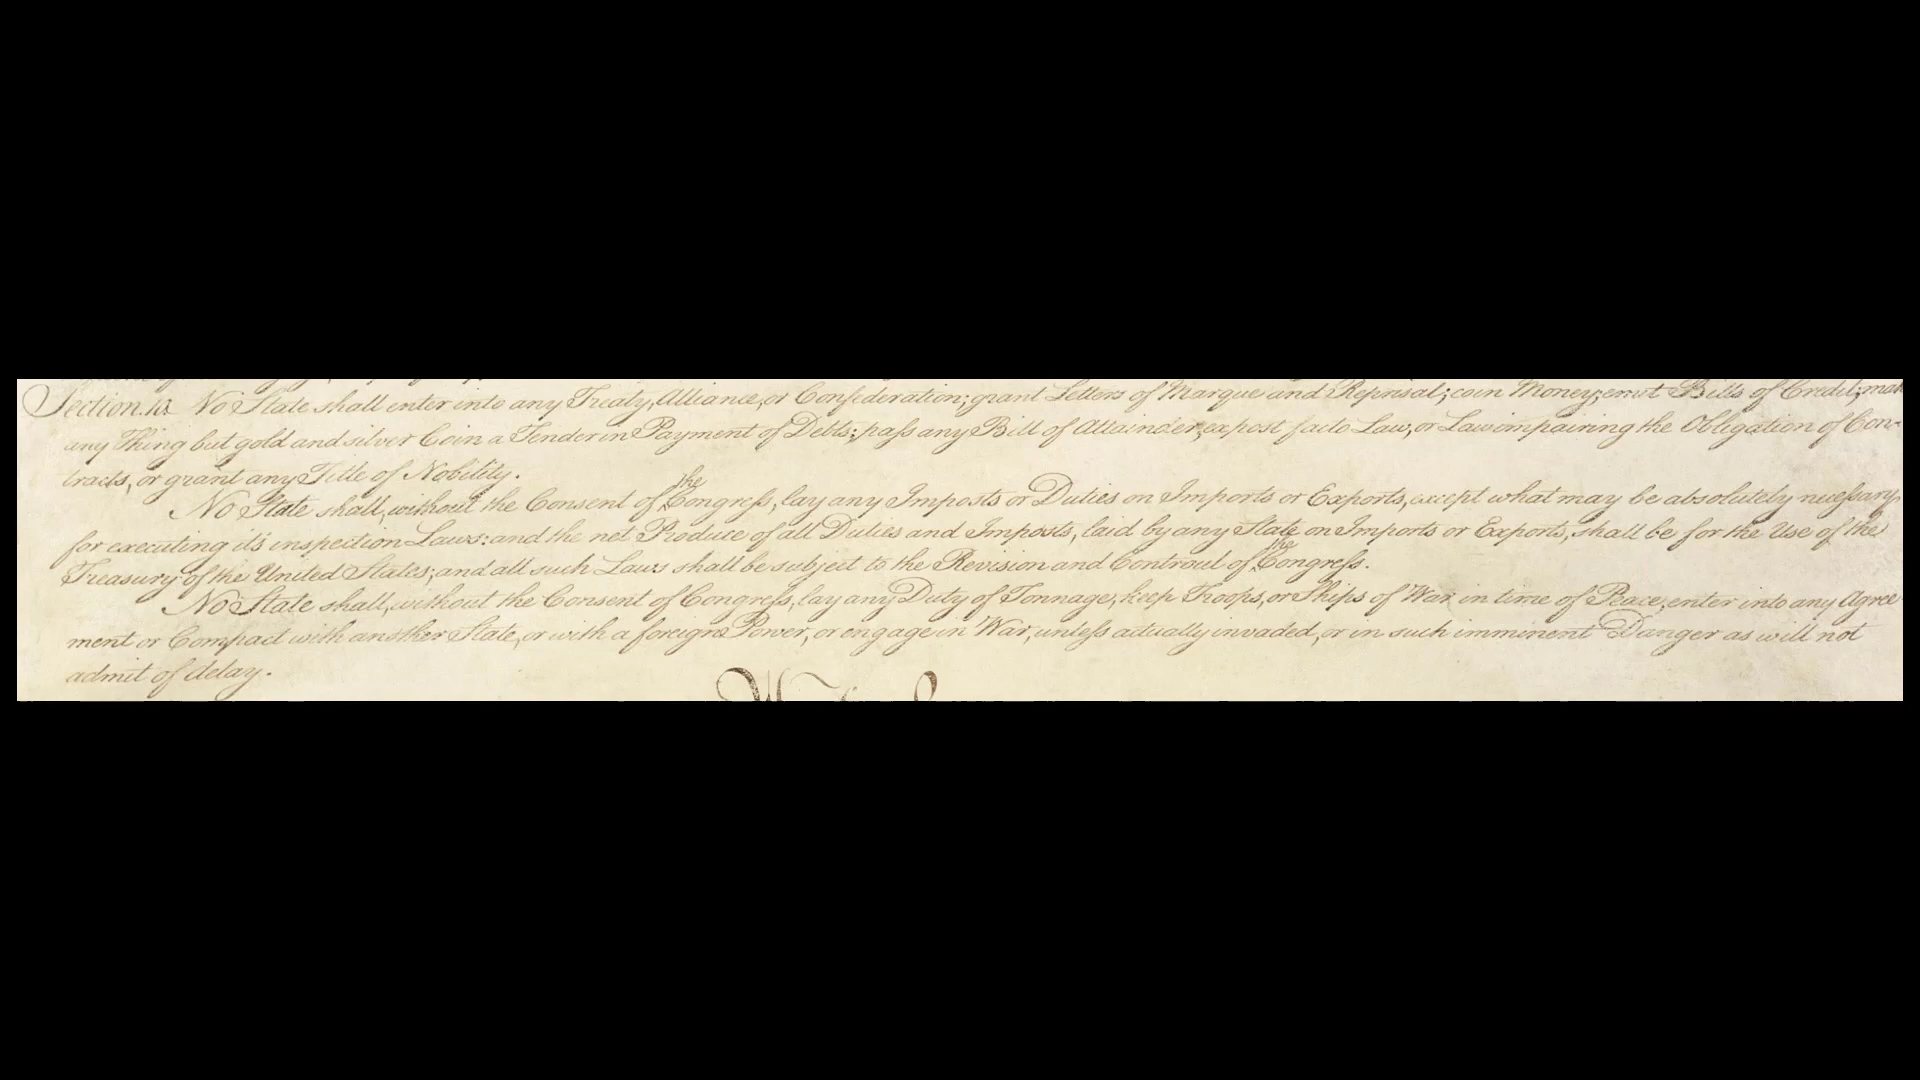 Section. 10. No State shall enter into any Treaty, Alliance, or Confederation; grant Letters of Marque and Reprisal; coin Money; emit Bills of Credit; make
any Thing but gold and silver Coin a Tender in Payment of Debts; pass any Bill of Attainder, ex post facto Law, or Law impairing the Obligation of Con-
tracts, or grant any Title of Nobility.
No State shall, without the Consent of the Congress, lay any Imposts or Duties on Imports or Exports, except what may be absolutely necessary
for executing it's inspection Laws: and the net Produce of all Duties and Imposts, laid by any State on Imports or Exports, shall be for the Use of the
Treasury of the United States; and all such Laws shall be subject to the Revision and Controul of the Congress.
No State shall, without the Consent of Congress, lay any Duty of Tonnage, keep Troops, or Ships of War in time of Peace, enter into any Agree
ment or Compact with another State, or with a foreign Power, or engage in War, unless actually invaded, or in such imminent Danger as will not
admit of delay.